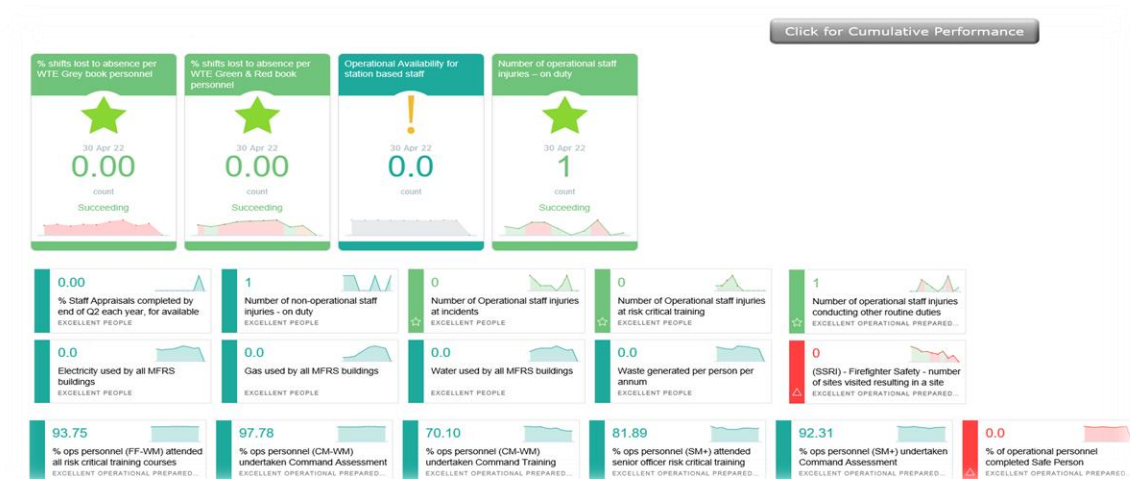 Click for Cumulative Performance
% shifts lost to absence per
WTE Grey book personnel
% shifts lost to absence per
WTE Green & Red book
personnel
Operational Availability for
station based staff
Number of operational staff
injuries – on duty
!
30 Apr 22
0.00
count
Succeeding
30 Apr 22
0.00
count
Succeeding
30 Apr 22
0.0
count
30 Apr 22
1
count
Succeeding
0.00
% Staff Appraisals completed by
end of Q2 each year, for available
EXCELLENT PEOPLE
1
Number of non-operational staff
injuries - on duty
EXCELLENT PEOPLE
0
Number of Operational staff injuries
at incidents
EXCELLENT PEOPLE
0
Number of Operational staff injuries
at risk critical training
EXCELLENT PEOPLE
1
Number of operational staff injuries
conducting other routine duties
EXCELLENT OPERATIONAL PREPARED...
0.0
Electricity used by all MFRS
buildings
EXCELLENT PEOPLE
0.0
Gas used by all MFRS buildings
EXCELLENT PEOPLE
0.0
Water used by all MFRS buildings
EXCELLENT PEOPLE
0.0
Waste generated per person per
annum
EXCELLENT PEOPLE
0
(SSRI) - Firefighter Safety - number
of sites visited resulting in a site
EXCELLENT OPERATIONAL PREPARED...
93.75
% ops personnel (FF-WM) attended
all risk critical training courses
EXCELLENT OPERATIONAL PREPARED...
97.78
% ops personnel (CM-WM)
undertaken Command Assessment
EXCELLENT OPERATIONAL PREPARED...
70.10
% ops personnel (CM-WM)
undertaken Command Training
EXCELLENT OPERATIONAL PREPARED...
81.89
% ops personnel (SM+) attended
senior officer risk critical training
EXCELLENT OPERATIONAL PREPARED...
92.31
% ops personnel (SM+) undertaken
Command Assessment
EXCELLENT OPERATIONAL PREPARED...
0.0
% of operational personnel
completed Safe Person
EXCELLENT OPERATIONAL PREPARED...